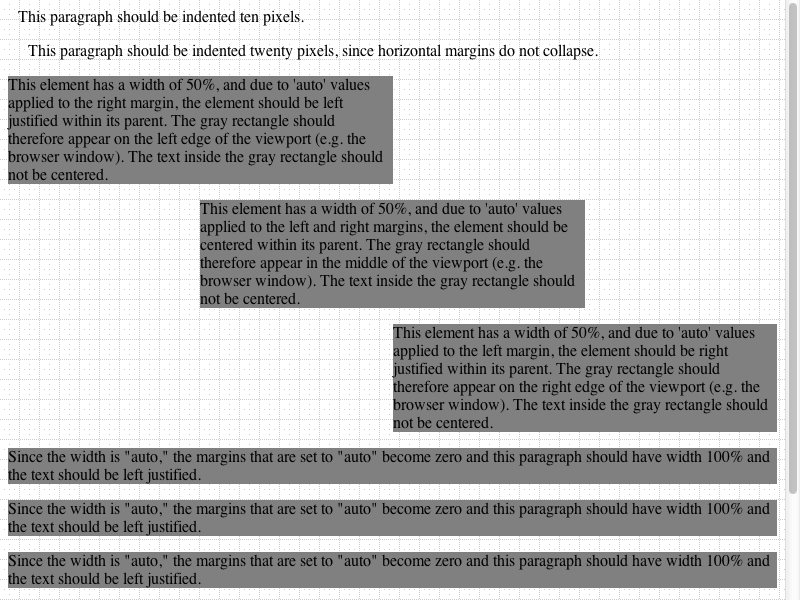 This paragraph should be indented ten pixels.
This paragraph should be indented twenty pixels, since horizontal margins do not collapse.
This element has a width of 50%, and due to 'auto' values
applied to the right margin, the element should be left
justified within its parent. The gray rectangle should
therefore appear on the left edge of the viewport (e.g. the
browser window). The text inside the gray rectangle should
not be centered.
This element has a width of 50%, and due to 'auto' values
applied to the left and right margins, the element should be
centered within its parent. The gray rectangle should
therefore appear in the middle of the viewport (e.g. the
browser window). The text inside the gray rectangle should
not be centered.
This element has a width of 50%, and due to 'auto' values
applied to the left margin, the element should be right
justified within its parent. The gray rectangle should
therefore appear on the right edge of the viewport (e.g. the
browser window). The text inside the gray rectangle should
not be centered.
Since the width is "auto," the margins that are set to "auto" become zero and this paragraph should have width 100% and
the text should be left justified.
Since the width is "auto," the margins that are set to "auto" become zero and this paragraph should have width 100% and
the text should be left justified.
Since the width is "auto," the margins that are set to "auto" become zero and this paragraph should have width 100% and
the text should be left justified.